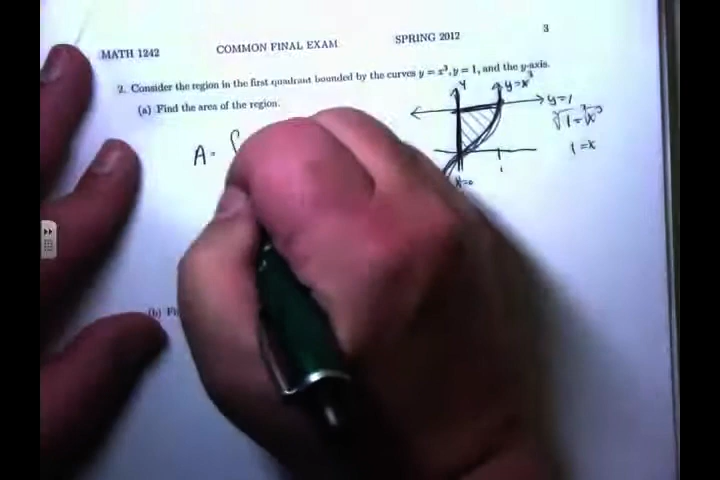 MATH 1242 COMMON FINAL EXAM SPRING 2012 3
2. Consider the region in the first quadrant bounded by the curves y = x³, y = 1, and the y-axis.
(a) Find the area of the region.
y y=x³
y=1
∛1 = ∛x³
1 = x
A = ∫
x=0
1
(b) Fi